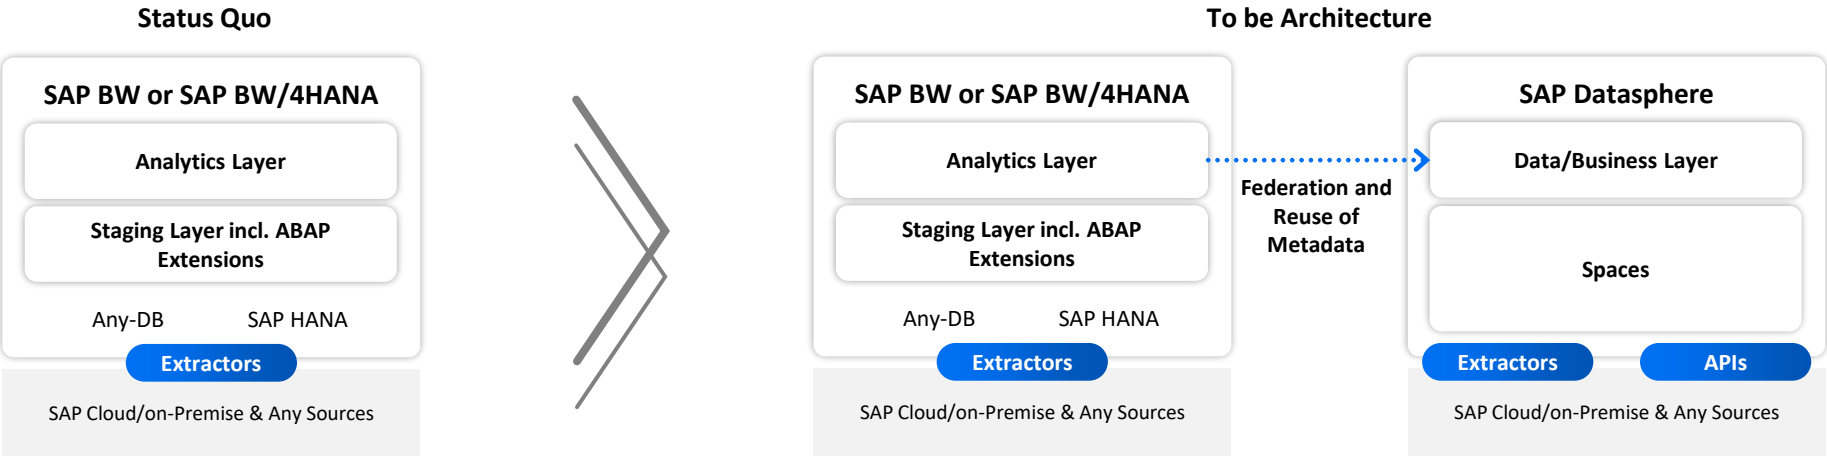 Status Quo
SAP BW or SAP BW/4HANA
Analytics Layer
Staging Layer incl. ABAP
Extensions
Any-DB
SAP HANA
Extractors
SAP Cloud/on-Premise & Any Sources
To be Architecture
SAP BW or SAP BW/4HANA
Analytics Layer
Staging Layer incl. ABAP
Extensions
Any-DB
SAP HANA
Extractors
SAP Cloud/on-Premise & Any Sources
Federation and
Reuse of
Metadata
SAP Datasphere
Data/Business Layer
Spaces
Extractors
APIs
SAP Cloud/on-Premise & Any Sources